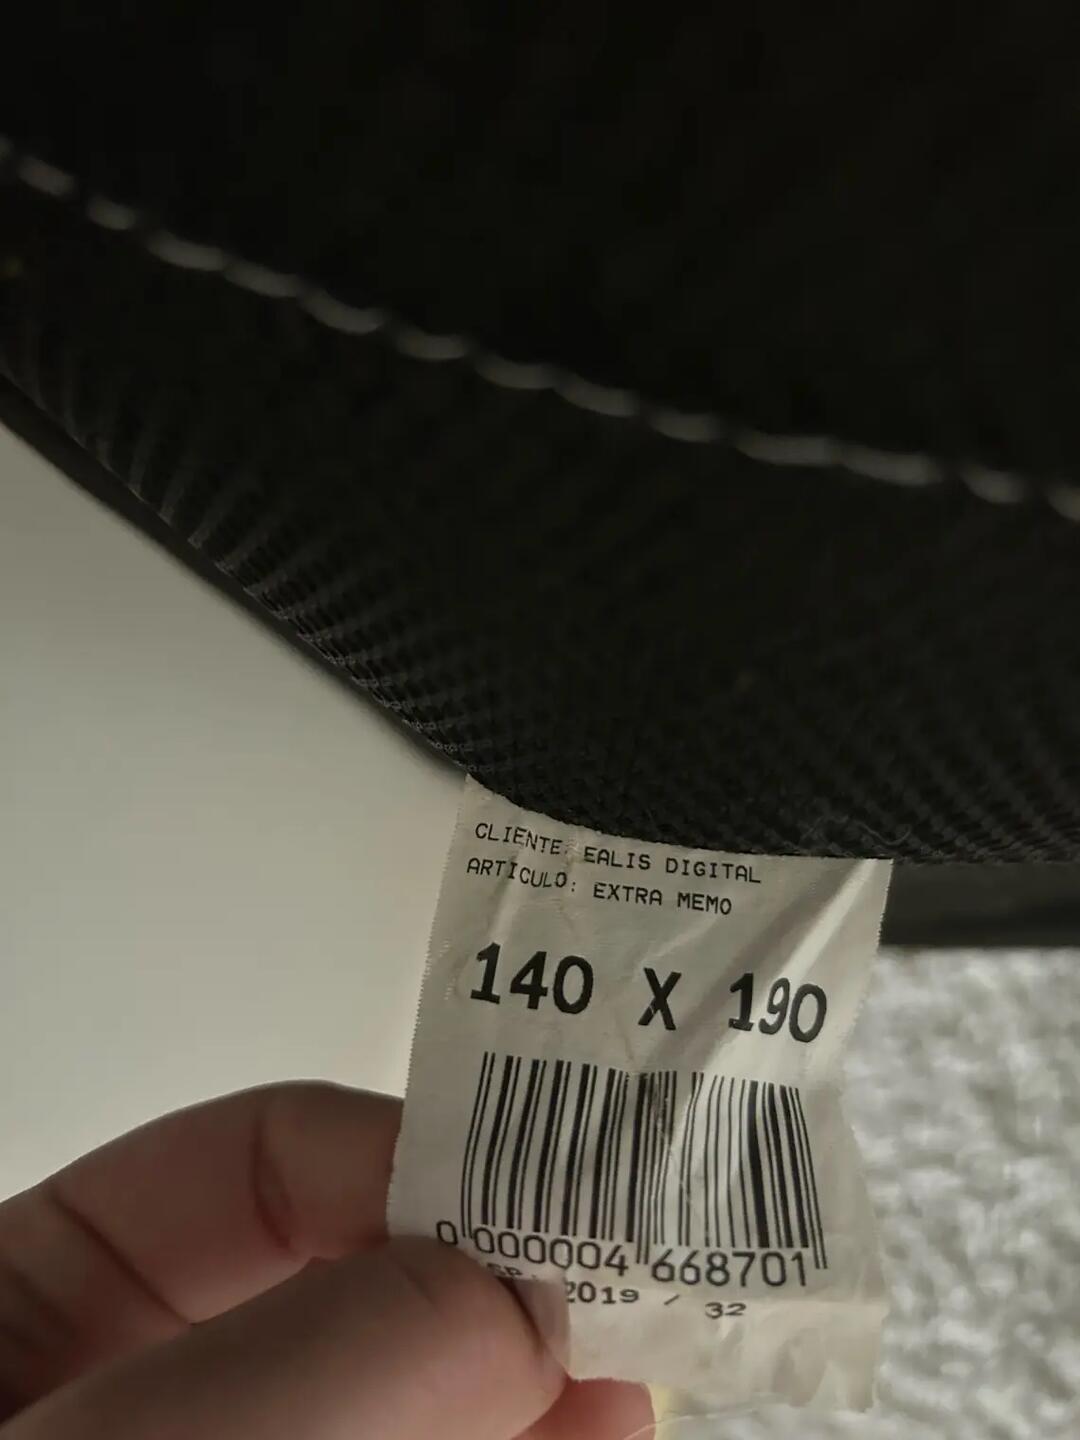 CLIENTE: EALIS DIGITAL
ARTICULO: EXTRA MEMO
140 X 190
0 000004 668701
2019 / 32